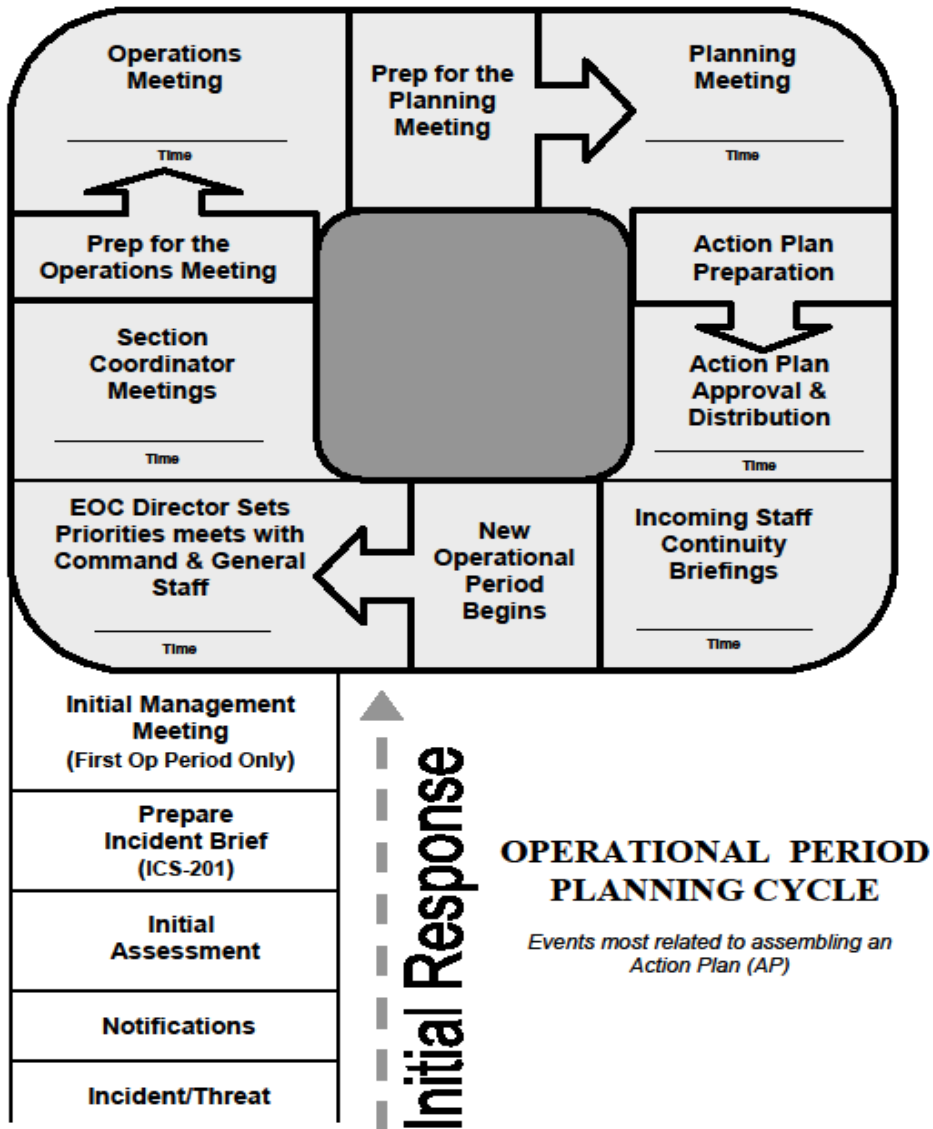 Operations
Meeting
Time
Prep for the
Planning
Meeting
Planning
Meeting
Time
Prep for the
Operations Meeting
Action Plan
Preparation
Section
Coordinator
Meetings
Time
Action Plan
Approval &
Distribution
Time
EOC Director Sets
Priorities meets with
Command & General
Staff
Time
New
Operational
Period
Begins
Incoming Staff
Continuity
Briefings
Time
Initial Management
Meeting
(First Op Period Only)
Prepare
Incident Brief
(ICS-201)
Initial
Assessment
Notifications
Incident/Threat
Initial Response
OPERATIONAL PERIOD
PLANNING CYCLE
Events most related to assembling an
Action Plan (AP)